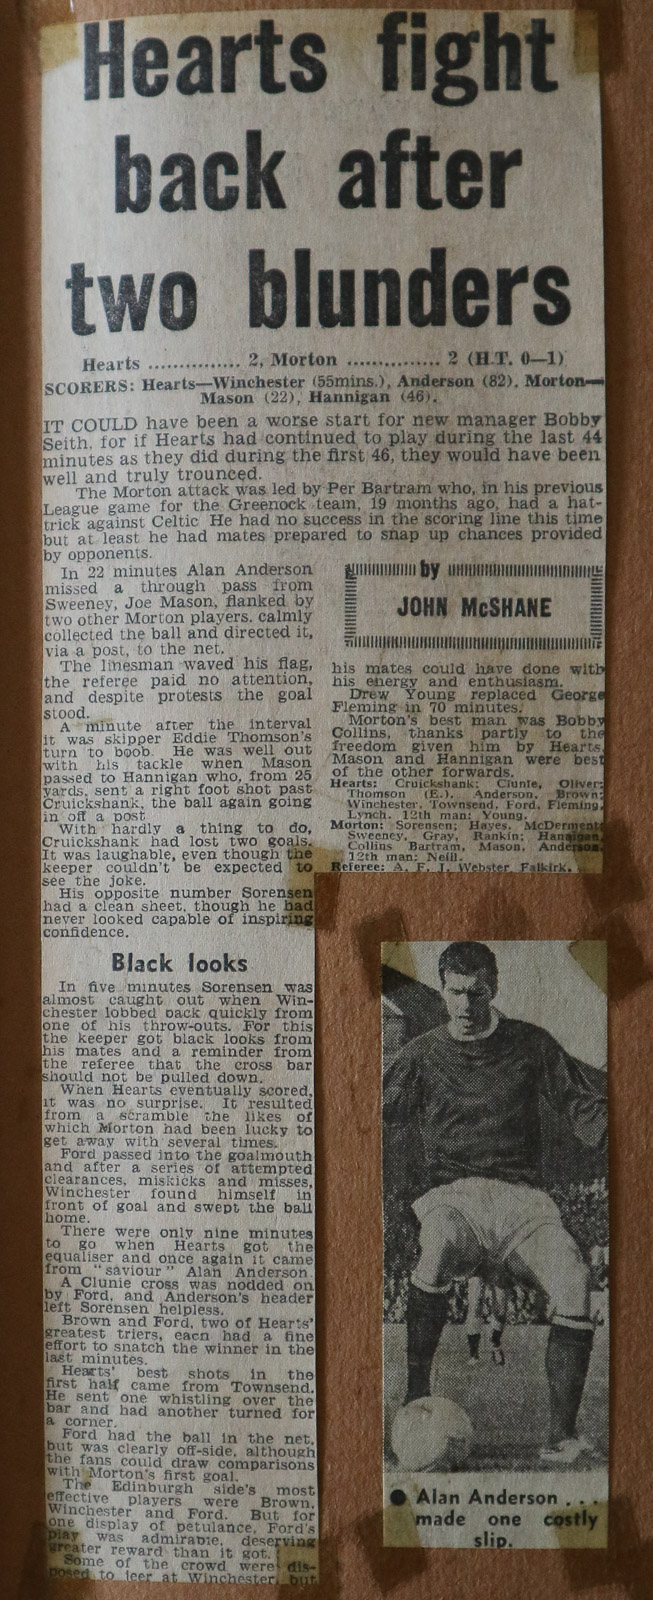 Hearts fight
back after
two blunders
Hearts ............... 2, Morton ............... 2 (H.T. 0—1)
SCORERS: Hearts—Winchester (55mins.), Anderson (82), Morton—
Mason (22), Hannigan (46).
IT COULD have been a worse start for new manager Bobby
Seith, for if Hearts had continued to play during the last 44
minutes as they did during the first 46, they would have been
well and truly trounced.
The Morton attack was led by Per Bartram who, in his previous
League game for the Greenock team, 19 months ago, had a hat-
trick against Celtic He had no success in the scoring line this time
but at least he had mates prepared to snap up chances provided
by opponents.
In 22 minutes Alan Anderson
missed a through pass from
Sweeney, Joe Mason, flanked by
two other Morton players, calmly
collected the ball and directed it,
via a post, to the net.
The linesman waved his flag,
the referee paid no attention,
and despite protests the goal
stood.
A minute after the interval
it was skipper Eddie Thomson's
turn to boob. He was well out
with his tackle when Mason
passed to Hannigan who, from 25
yards, sent a right foot shot past
Cruickshank, the ball again going
in off a post
With hardly a thing to do,
Cruickshank had lost two goals.
It was laughable, even though the
keeper couldn't be expected to
see the joke.
His opposite number Sorensen
had a clean sheet, though he had
never looked capable of inspiring
confidence.
Black looks
In five minutes Sorensen was
almost caught out when Win-
chester lobbed back quickly from
one of his throw-outs. For this
the keeper got black looks from
his mates and a reminder from
the referee that the cross bar
should not be pulled down.
When Hearts eventually scored,
it was no surprise. It resulted
from a scramble the likes of
which Morton had been lucky to
get away with several times.
Ford passed into the goalmouth
and after a series of attempted
clearances, miskicks and misses,
Winchester found himself in
front of goal and swept the ball
home.
There were only nine minutes
to go when Hearts got the
equaliser and once again it came
from "saviour" Alan Anderson.
A Clunie cross was nodded on
by Ford, and Anderson's header
left Sorensen helpless.
Brown and Ford, two of Hearts'
greatest triers, each had a fine
effort to snatch the winner in the
last minutes.
Hearts' best shots in the
first half came from Townsend.
He sent one whistling over the
bar and had another turned for
a corner.
Ford had the ball in the net,
but was clearly off-side, although
the fans could draw comparisons
with Morton's first goal.
The Edinburgh side's most
effective players were Brown,
Winchester and Ford. But for
one display of petulance, Ford's
play was admirable, deserving
greater reward than it got.
Some of the crowd were dis-
posed to jeer at Winchester, but
by
JOHN McSHANE
his mates could have done with
his energy and enthusiasm.
Drew Young replaced George
Fleming in 70 minutes.
Morton's best man was Bobby
Collins, thanks partly to the
freedom given him by Hearts.
Mason and Hannigan were best
of the other forwards.
Hearts: Cruickshank; Clunie, Oliver;
Thomson (E.), Anderson, Brown;
Winchester, Townsend, Ford, Fleming,
Lynch. 12th man: Young.
Morton: Sorensen; Hayes, McDerment;
Sweeney, Gray, Rankin; Hannigan,
Collins Bartram, Mason, Anderson.
12th man: Neill.
Referee: A. F. J. Webster Falkirk.
● Alan Anderson . . .
made one costly
slip.